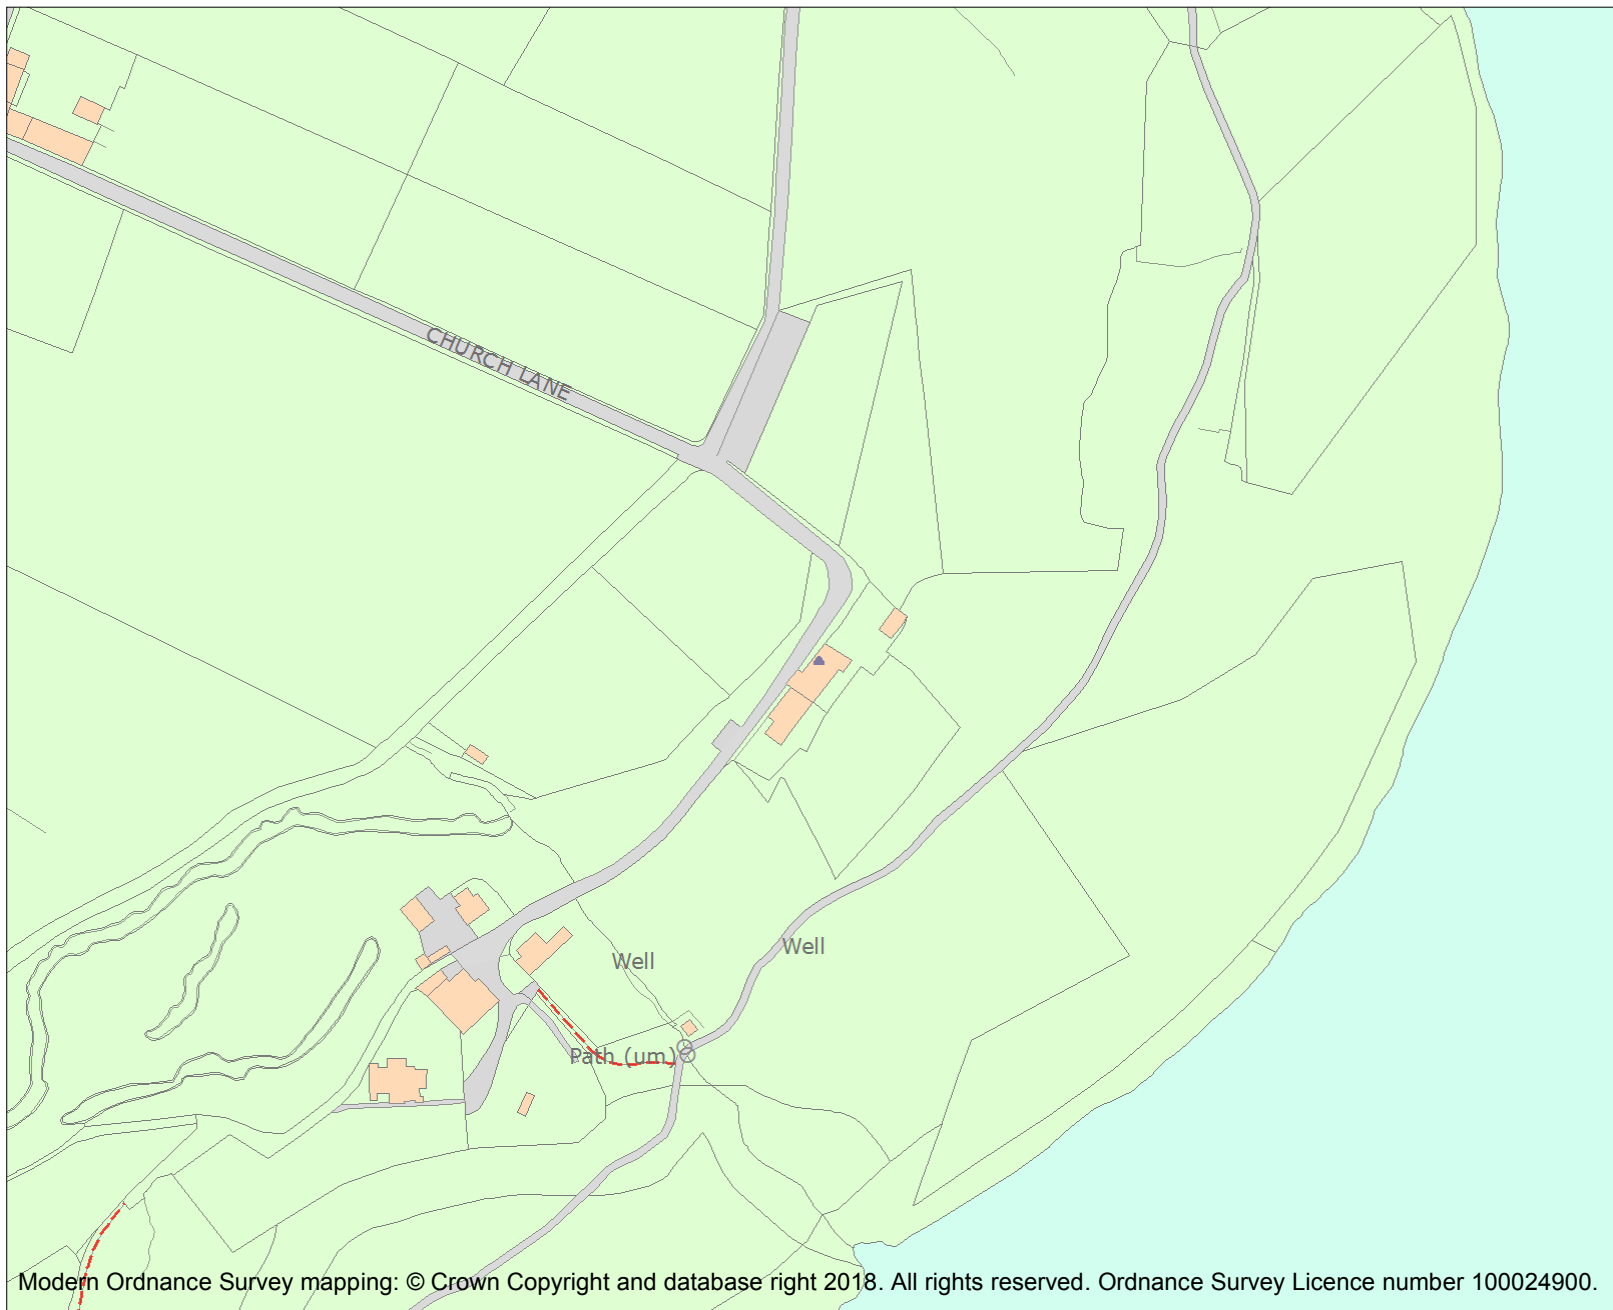 CHURCH LANE
Well
Well
Path (um)
Modern Ordnance Survey mapping: © Crown Copyright and database right 2018. All rights reserved. Ordnance Survey Licence number 100024900.